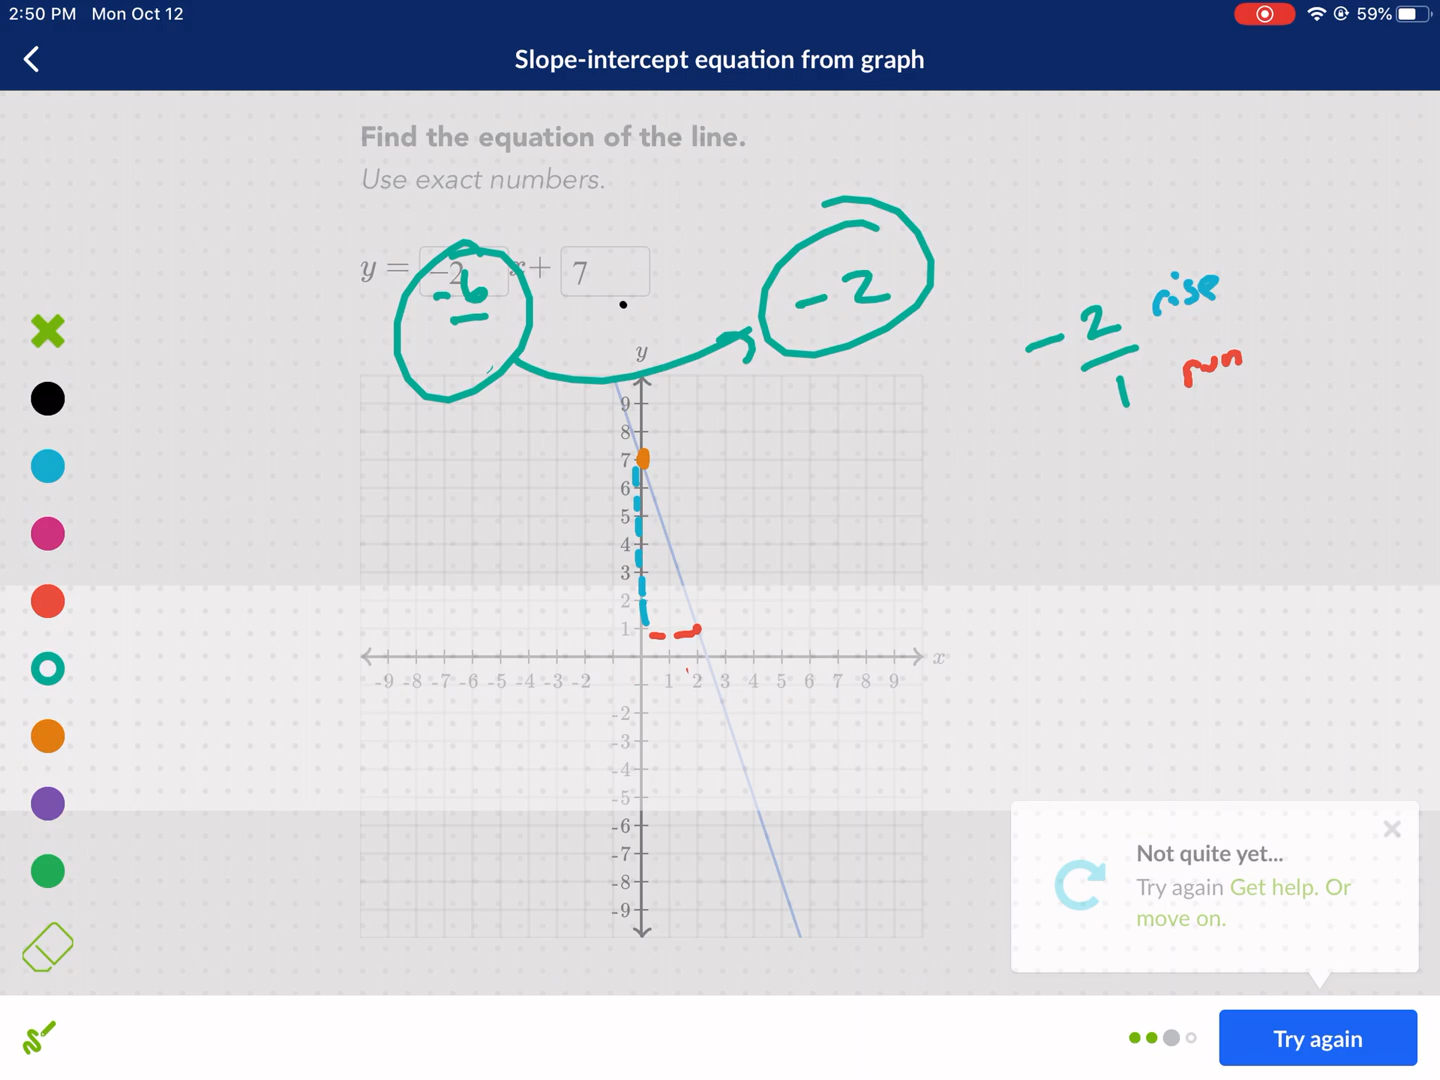 2:50 PM Mon Oct 12
59%
Slope-intercept equation from graph
Find the equation of the line.
Use exact numbers.
y = -2 x + 7
-6
-2
-2
1
rise
run
y
9
8
7
6
5
4
3
2
1
-9 -8 -7 -6 -5 -4 -3 -2 1 2 3 4 5 6 7 8 9 x
-2
-3
-4
-5
-6
-7
-8
-9
Not quite yet...
Try again Get help. Or
move on.
Try again